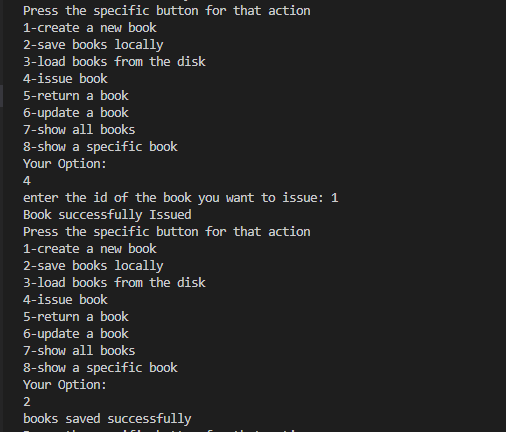 Press the specific button for that action
1-create a new book
2-save books locally
3-load books from the disk
4-issue book
5-return a book
6-update a book
7-show all books
8-show a specific book
Your Option:
4
enter the id of the book you want to issue: 1
Book successfully Issued
Press the specific button for that action
1-create a new book
2-save books locally
3-load books from the disk
4-issue book
5-return a book
6-update a book
7-show all books
8-show a specific book
Your Option:
2
books saved successfully